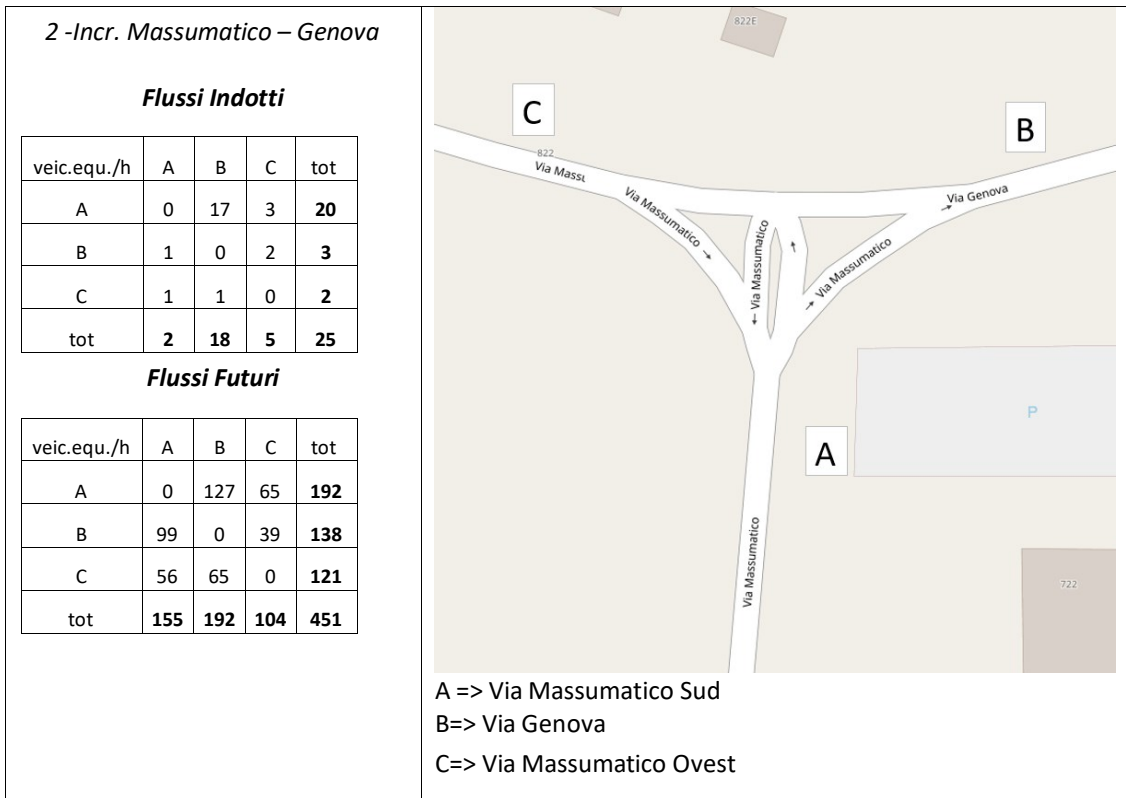 2 -Incr. Massumatico – Genova
Flussi Indotti
veic.equ./h A B C tot
A 0 17 3 20
B 1 0 2 3
C 1 1 0 2
tot 2 18 5 25
Flussi Futuri
veic.equ./h A B C tot
A 0 127 65 192
B 99 0 39 138
C 56 65 0 121
tot 155 192 104 451
822E
C
B
822
Via Massu
Via Massumatico →
Via Genova
→
← Via Massumatico
→
→ Via Massumatico
P
A
Via Massumatico
722
A => Via Massumatico Sud
B=> Via Genova
C=> Via Massumatico Ovest